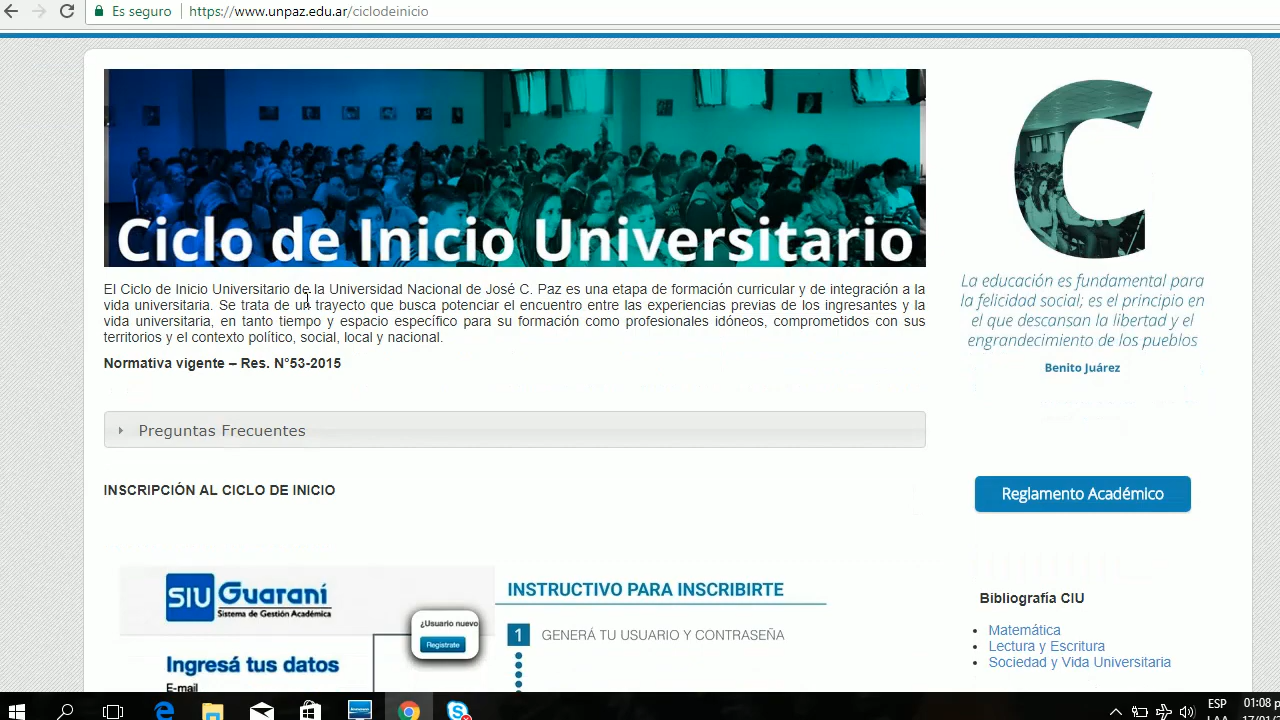 Es seguro
https://www.unpaz.edu.ar/ciclodeinicio
Ciclo de Inicio Universitario
El Ciclo de Inicio Universitario de la Universidad Nacional de José C. Paz es una etapa de formación curricular y de integración a la
vida universitaria. Se trata de un trayecto que busca potenciar el encuentro entre las experiencias previas de los ingresantes y la
vida universitaria, en tanto tiempo y espacio específico para su formación como profesionales idóneos, comprometidos con sus
territorios y el contexto político, social, local y nacional.
Normativa vigente – Res. N°53-2015
Preguntas Frecuentes
INSCRIPCIÓN AL CICLO DE INICIO
SIU Guaraní
Sistema de Gestión Académica
¿Usuario nuevo
Registrate
Ingresá tus datos
E-mail
INSTRUCTIVO PARA INSCRIBIRTE
1 GENERÁ TU USUARIO Y CONTRASEÑA
C
La educación es fundamental para
la felicidad social; es el principio en
el que descansan la libertad y el
engrandecimiento de los pueblos
Benito Juárez
Reglamento Académico
Bibliografía CIU
Matemática
Lectura y Escritura
Sociedad y Vida Universitaria
ESP
01:08 p